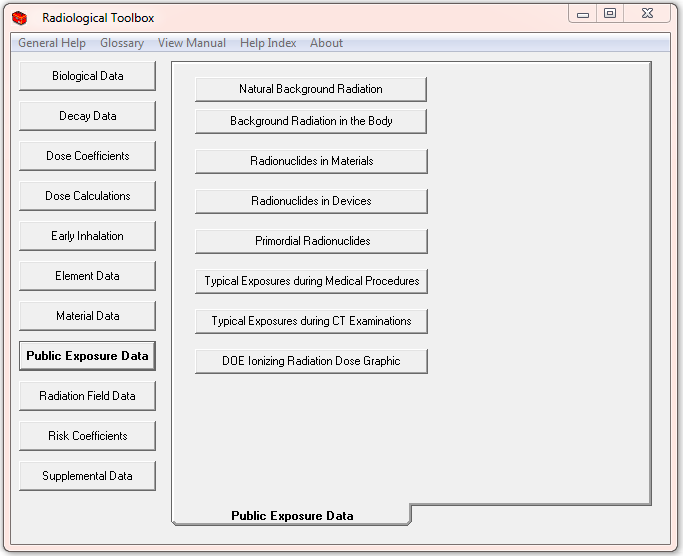 Radiological Toolbox
General Help Glossary View Manual Help Index About
Biological Data
Decay Data
Dose Coefficients
Dose Calculations
Early Inhalation
Element Data
Material Data
Public Exposure Data
Radiation Field Data
Risk Coefficients
Supplemental Data
Natural Background Radiation
Background Radiation in the Body
Radionuclides in Materials
Radionuclides in Devices
Primordial Radionuclides
Typical Exposures during Medical Procedures
Typical Exposures during CT Examinations
DOE Ionizing Radiation Dose Graphic
Public Exposure Data